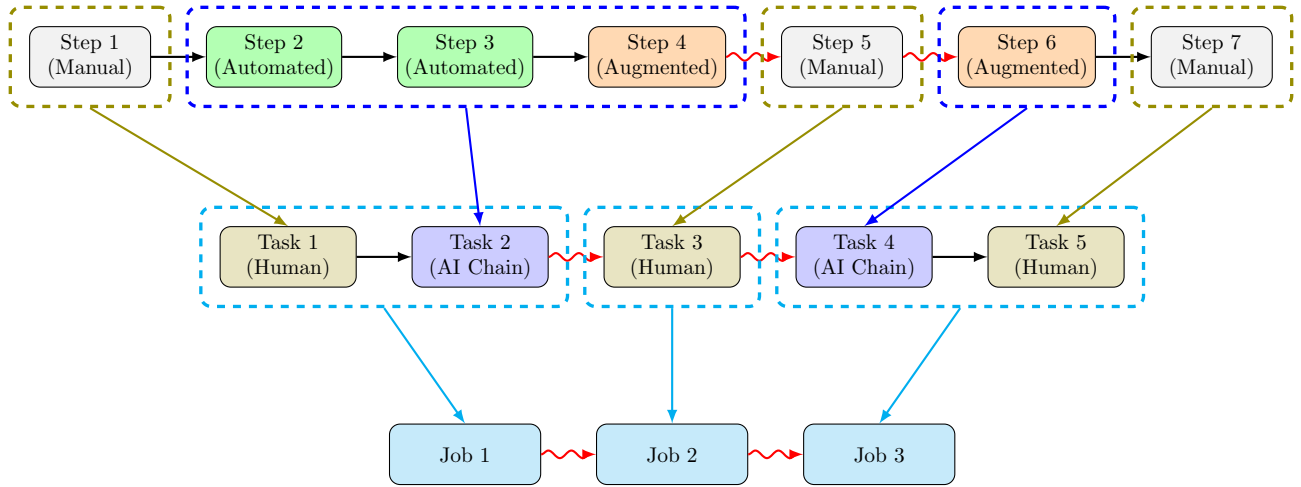 Step 1
(Manual)
Step 2
(Automated)
Step 3
(Automated)
Step 4
(Augmented)
Step 5
(Manual)
Step 6
(Augmented)
Step 7
(Manual)
Task 1
(Human)
Task 2
(AI Chain)
Task 3
(Human)
Task 4
(AI Chain)
Task 5
(Human)
Job 1
Job 2
Job 3